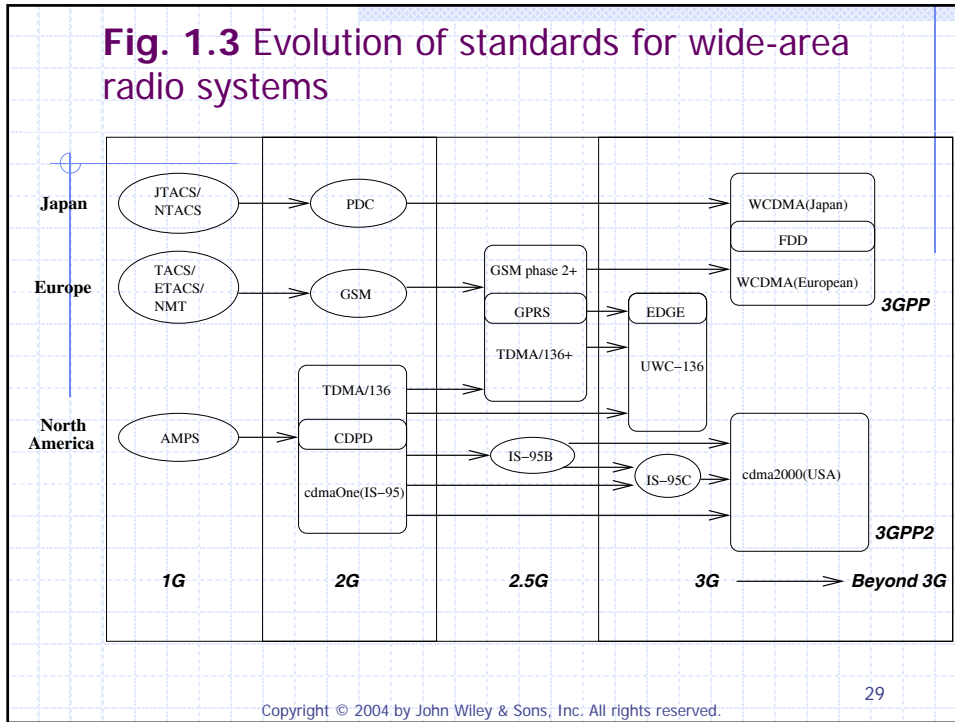 Fig. 1.3 Evolution of standards for wide-area
radio systems
Japan
JTACS/
NTACS
PDC
WCDMA(Japan)
FDD
WCDMA(European)
3GPP
Europe
TACS/
ETACS/
NMT
GSM
GSM phase 2+
GPRS
TDMA/136+
EDGE
UWC-136
North
America
AMPS
TDMA/136
CDPD
cdmaOne(IS-95)
IS-95B
IS-95C
cdma2000(USA)
3GPP2
1G
2G
2.5G
3G
Beyond 3G
29
Copyright © 2004 by John Wiley & Sons, Inc. All rights reserved.